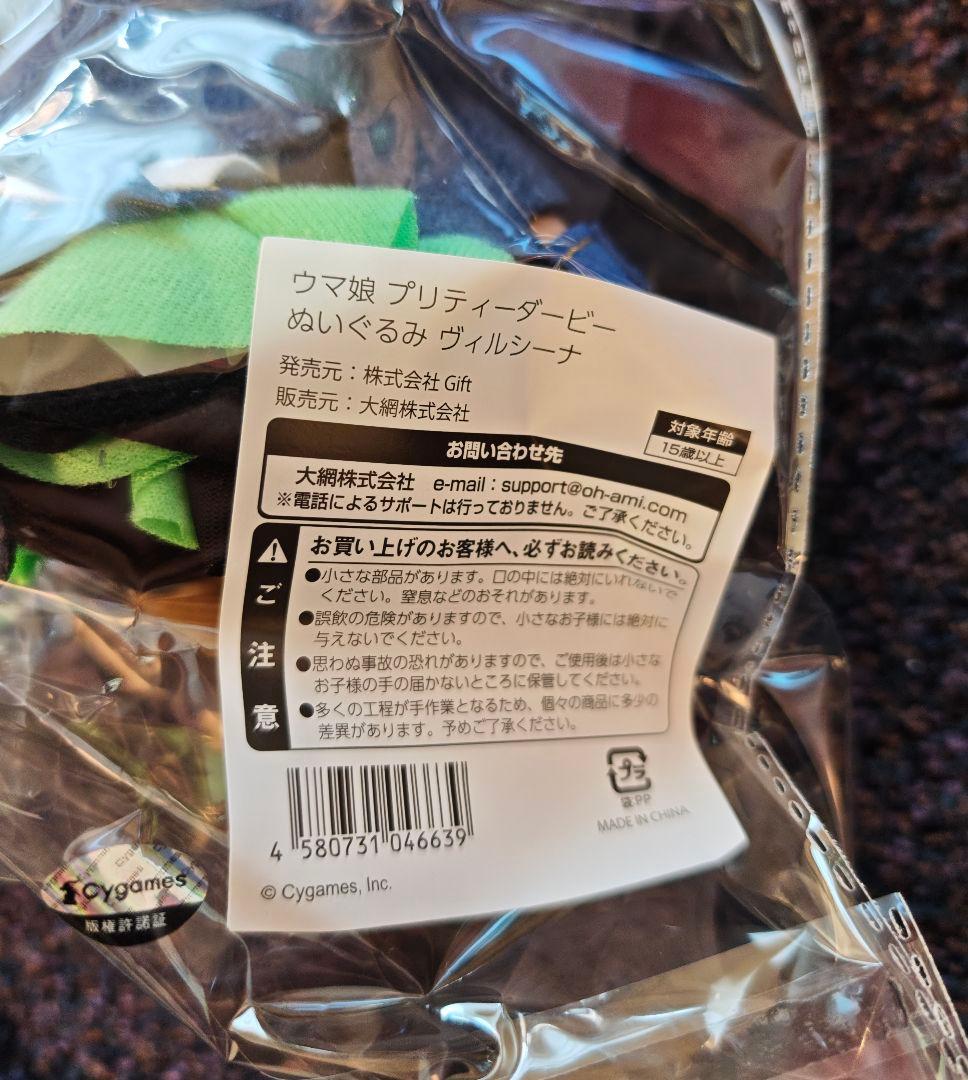 ウマ娘 プリティーダービー
ぬいぐるみ ヴィルシーナ
発売元：株式会社 Gift
販売元：大網株式会社
対象年齢
15歳以上
お問い合わせ先
大網株式会社　e-mail：support@oh-ami.com
※電話によるサポートは行っておりません。ご了承ください。
ご注意
お買い上げのお客様へ、必ずお読みください。
●小さな部品があります。口の中には絶対にいれないで
ください。窒息などのおそれがあります。
●誤飲の危険がありますので、小さなお子様には絶対に
与えないでください。
●思わぬ事故の恐れがありますので、ご使用後は小さな
お子様の手の届かないところに保管してください。
●多くの工程が手作業となるため、個々の商品に多少の
差異があります。予めご了承ください。
プラ
袋:PP
MADE IN CHINA
4 580731 046639
© Cygames, Inc.
Cygames
版権許諾証